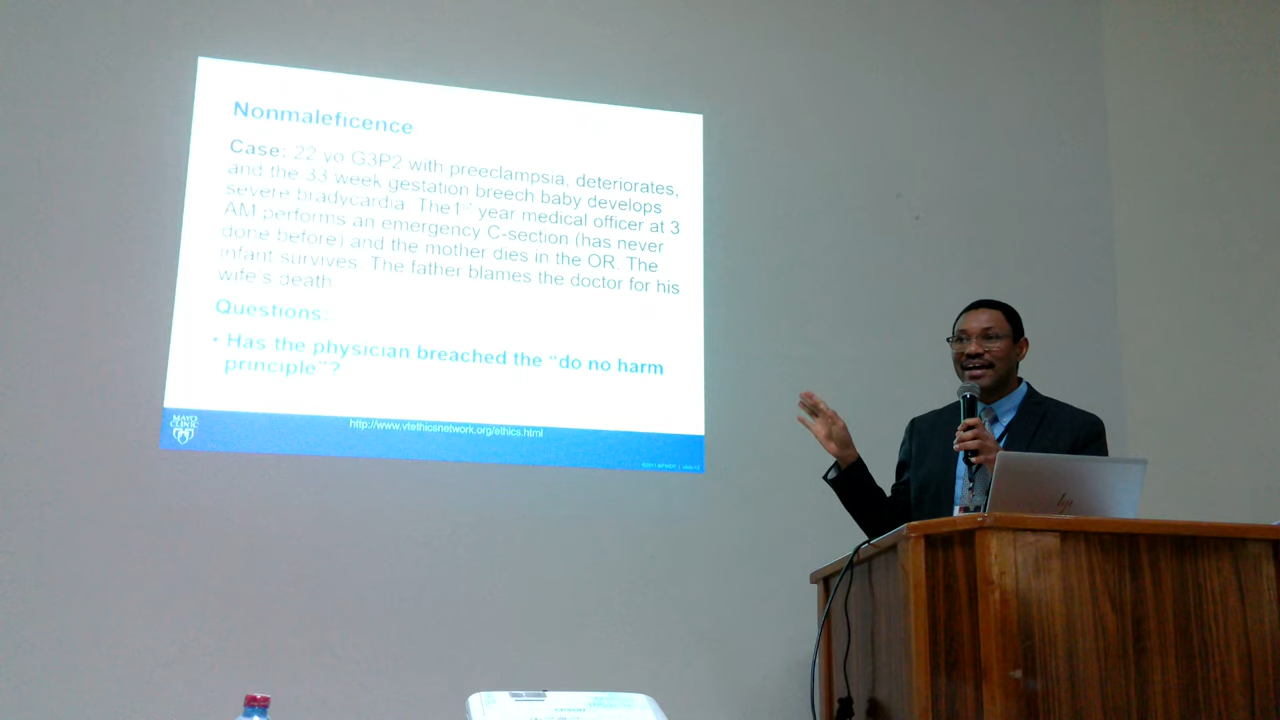 Nonmaleficence
Case: 22 yo G3P2 with preeclampsia, deteriorates,
and the 33 week gestation breech baby develops
severe bradycardia. The1st year medical officer at 3
AM performs an emergency C-section (has never
done before) and the mother dies in the OR. The
infant survives. The father blames the doctor for his
wife's death
Questions:
• Has the physician breached the “do no harm
principle”?
MAYO
CLINIC
http://www.vtethicsnetwork.org/ethics.html
hp
EPSON